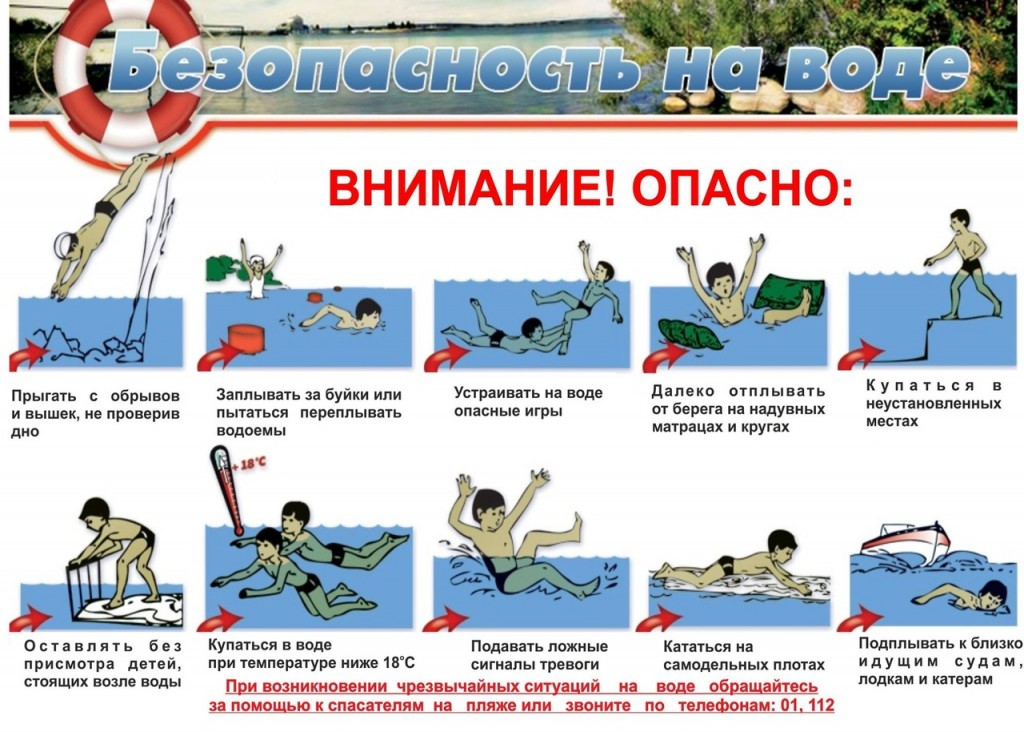 Безопасность на воде
ВНИМАНИЕ! ОПАСНО:
Прыгать с обрывов
и вышек, не проверив
дно
Заплывать за буйки или
пытаться переплывать
водоемы
Устраивать на воде
опасные игры
Далеко отплывать
от берега на надувных
матрацах и кругах
Купаться в
неустановленных
местах
+18°C
Оставлять без
присмотра детей,
стоящих возле воды
Купаться в воде
при температуре ниже 18°С
Подавать ложные
сигналы тревоги
Кататься на
самодельных плотах
Подплывать к близко
идущим судам,
лодкам и катерам
При возникновении чрезвычайных ситуаций на воде обращайтесь
за помощью к спасателям на пляже или звоните по телефонам: 01, 112